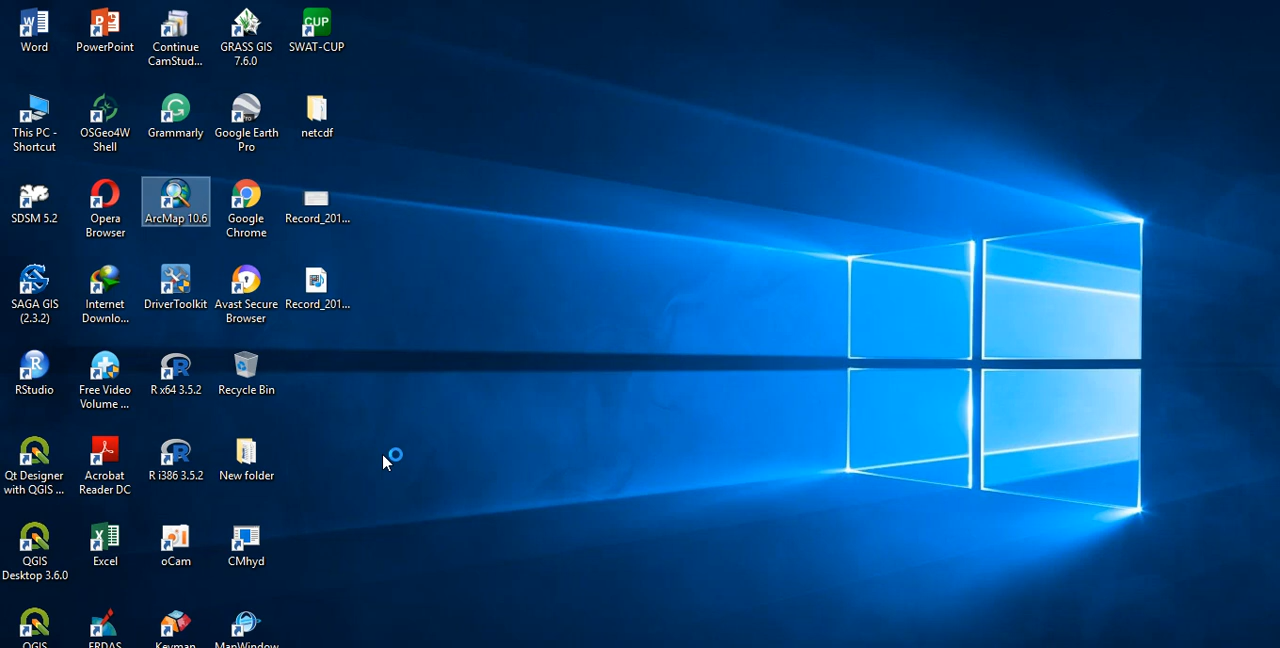 Word
PowerPoint
Continue
CamStud...
GRASS GIS
7.6.0
CUP
SWAT-CUP
This PC -
Shortcut
OSGeo4W
Shell
Grammarly
Google Earth
Pro
netcdf
SDSM 5.2
Opera
Browser
ArcMap 10.6
Google
Chrome
Record_201...
SAGA GIS
(2.3.2)
Internet
Downlo...
DriverToolkit
Avast Secure
Browser
Record_201...
RStudio
Free Video
Volume ...
R x64 3.5.2
Recycle Bin
Qt Designer
with QGIS ...
Acrobat
Reader DC
R i386 3.5.2
New folder
QGIS
Desktop 3.6.0
Excel
oCam
CMhyd
QGIS
ERDAS
Keyman
MapWindow